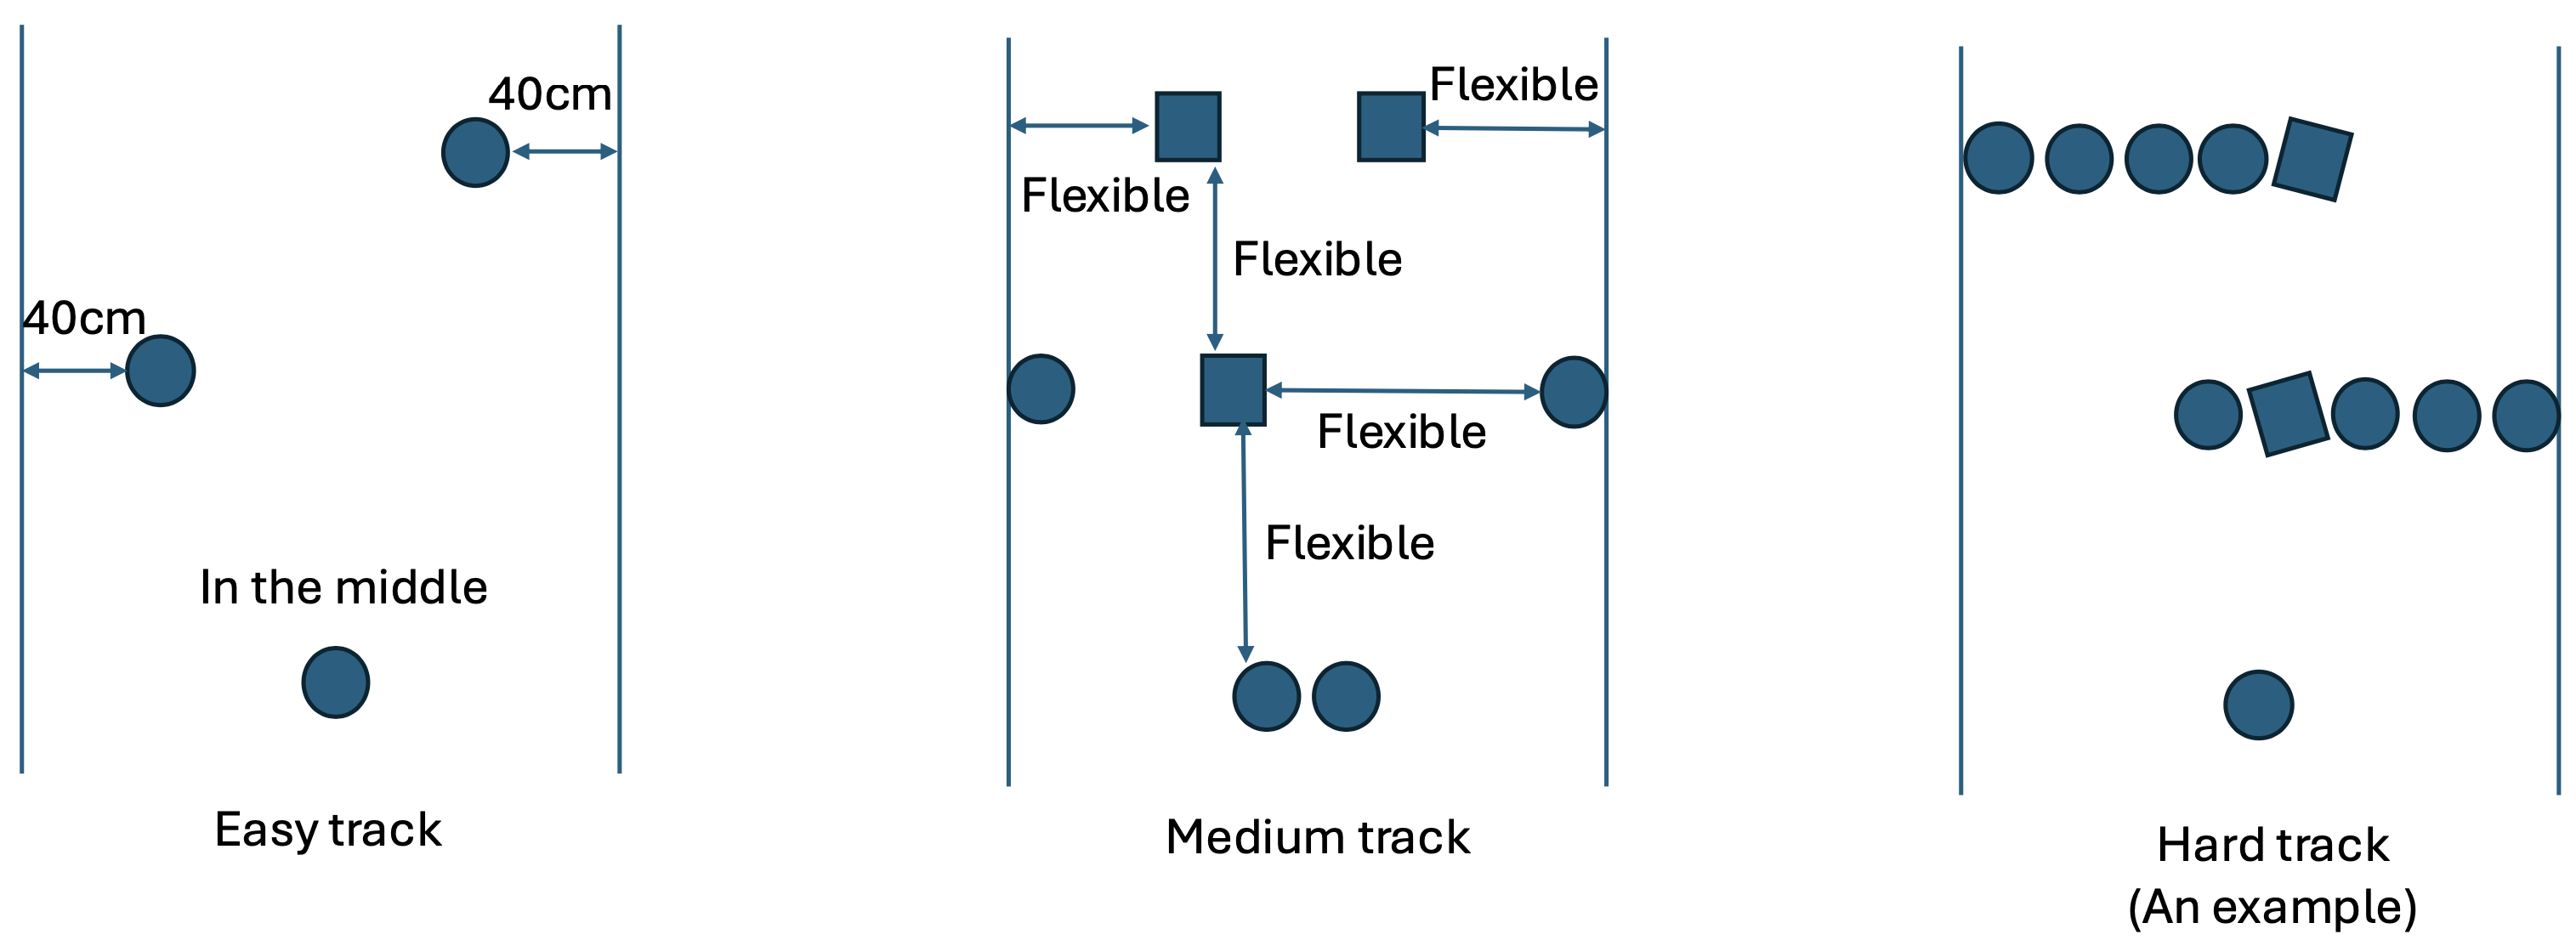 40cm
40cm
In the middle
Easy track
Flexible
Flexible
Flexible
Flexible
Flexible
Medium track
Hard track
(An example)